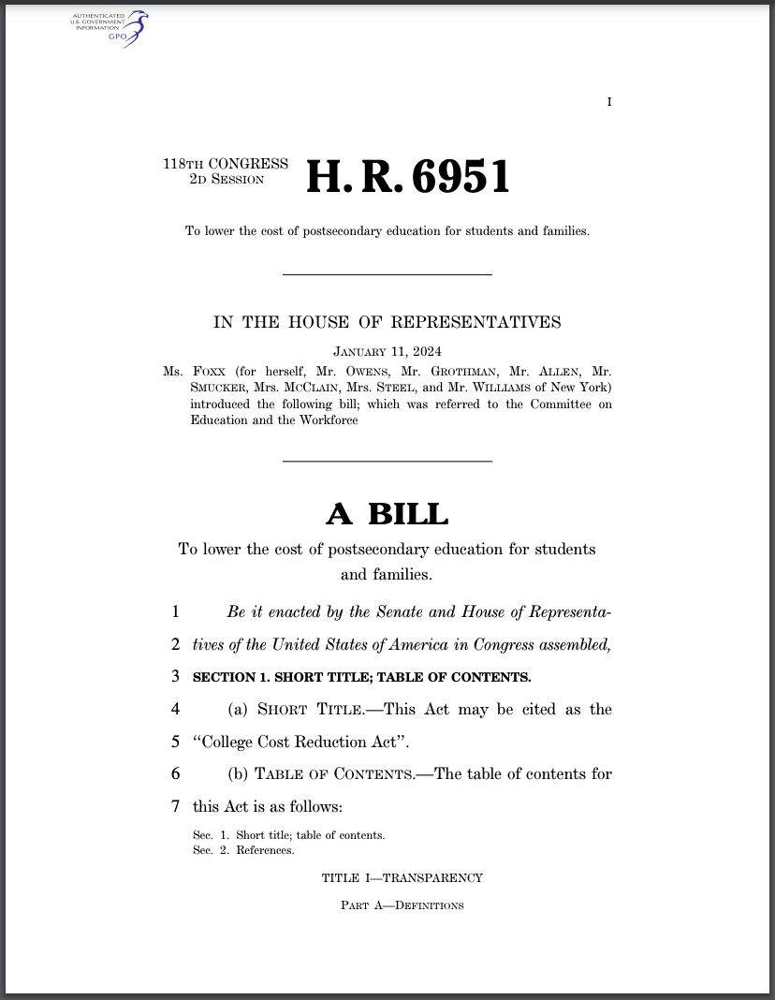 AUTHENTICATED
U.S. GOVERNMENT
INFORMATION
GPO
I
118TH CONGRESS
2D SESSION
H. R. 6951
To lower the cost of postsecondary education for students and families.
IN THE HOUSE OF REPRESENTATIVES
JANUARY 11, 2024
Ms. FOXX (for herself, Mr. OWENS, Mr. GROTHMAN, Mr. ALLEN, Mr.
SMUCKER, Mrs. MCCLAIN, Mrs. STEEL, and Mr. WILLIAMS of New York)
introduced the following bill; which was referred to the Committee on
Education and the Workforce
A BILL
To lower the cost of postsecondary education for students
and families.
1 Be it enacted by the Senate and House of Representa-
2 tives of the United States of America in Congress assembled,
3 SECTION 1. SHORT TITLE; TABLE OF CONTENTS.
4 (a) SHORT TITLE.—This Act may be cited as the
5 ‘‘College Cost Reduction Act’’.
6 (b) TABLE OF CONTENTS.—The table of contents for
7 this Act is as follows:
Sec. 1. Short title; table of contents.
Sec. 2. References.
TITLE I—TRANSPARENCY
PART A—DEFINITIONS